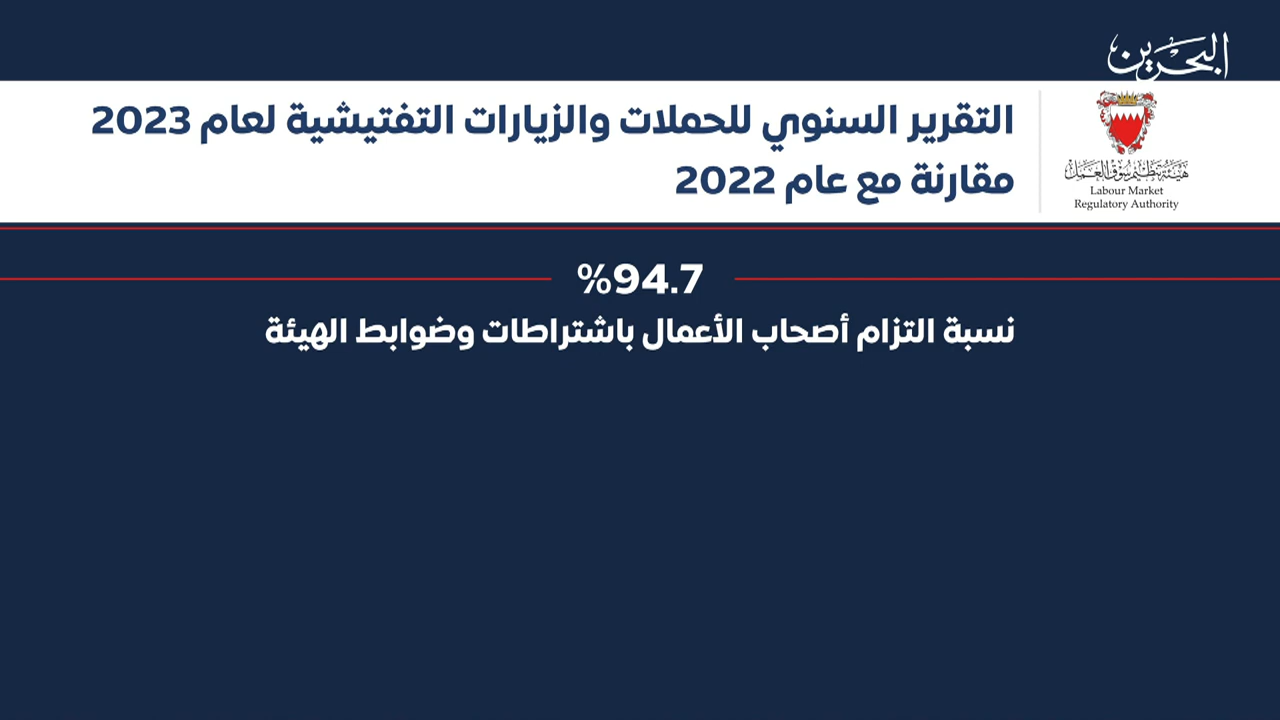 البحرين
التقرير السنوي للحملات والزيارات التفتيشية لعام 2023
مقارنة مع عام 2022
هيئة تنظيم سوق العمل
Labour Market
Regulatory Authority
%94.7
نسبة التزام أصحاب الأعمال باشتراطات وضوابط الهيئة